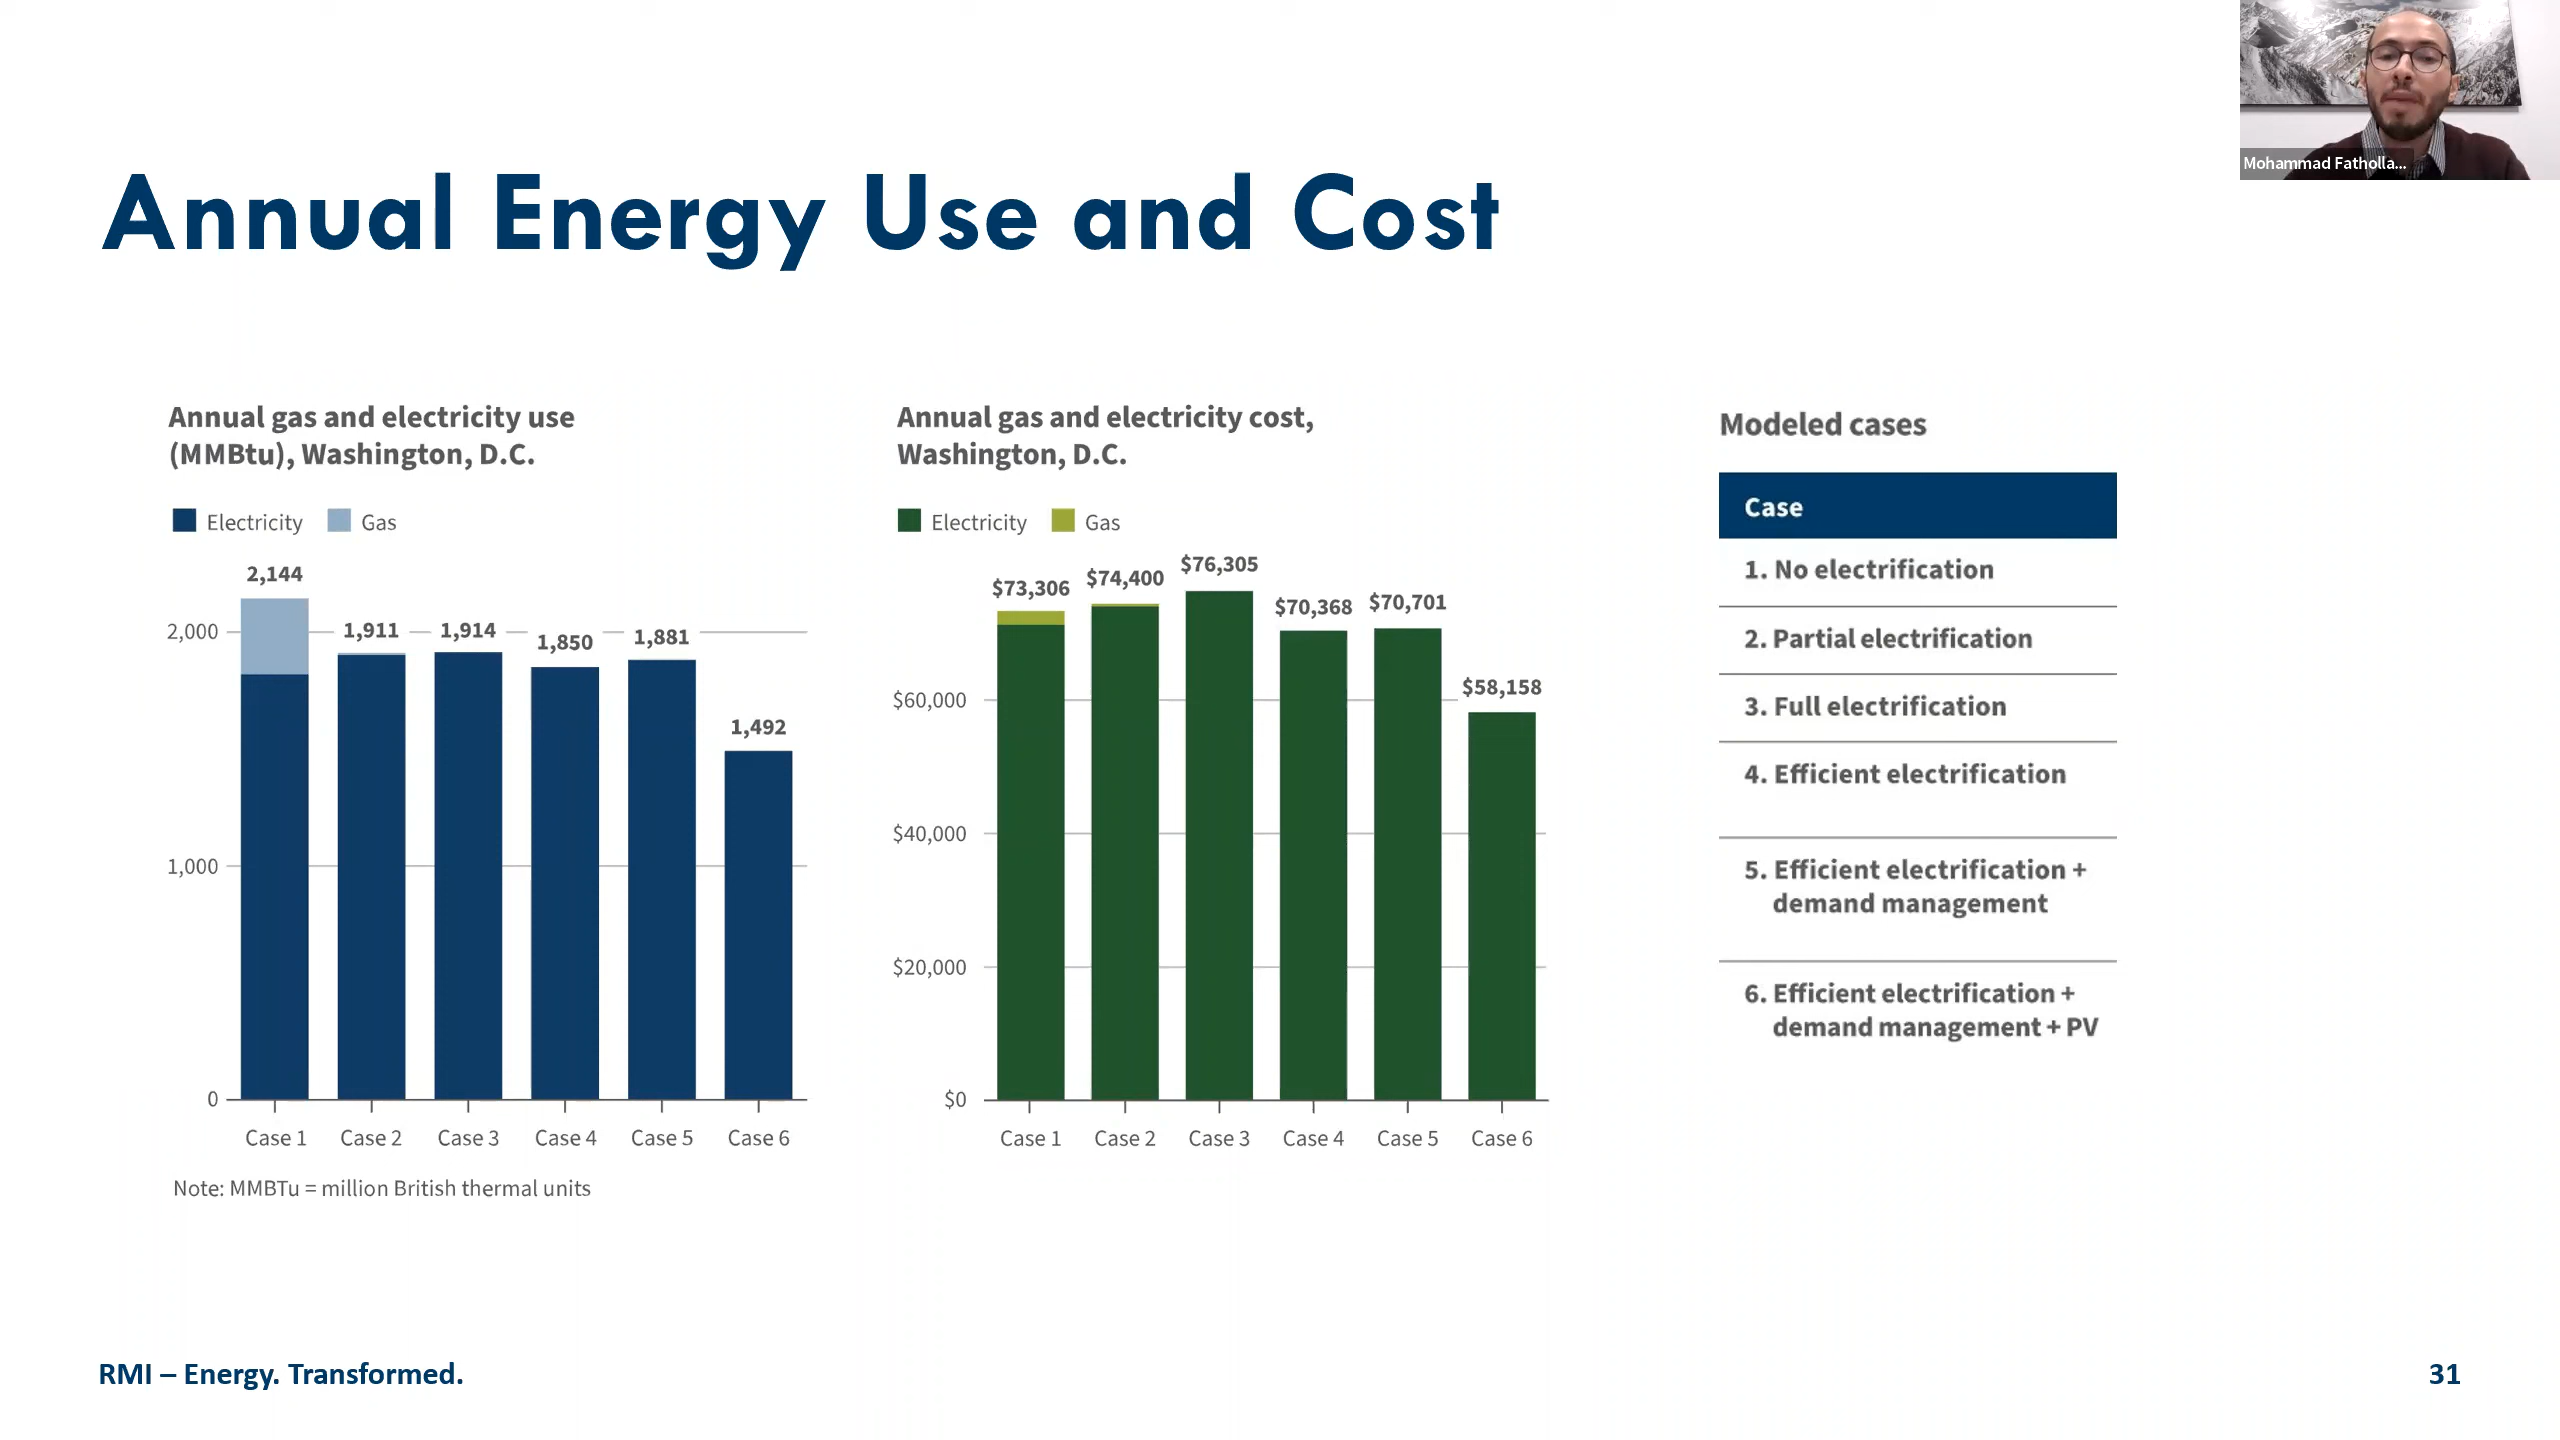 Mohammad Fatholla...
Annual Energy Use and Cost
Annual gas and electricity use
(MMBtu), Washington, D.C.
Electricity Gas
2,144
2,000
1,911
1,914
1,850
1,881
1,492
1,000
0
Case 1 Case 2 Case 3 Case 4 Case 5 Case 6
Note: MMBTu = million British thermal units
Annual gas and electricity cost,
Washington, D.C.
Electricity Gas
$73,306
$74,400
$76,305
$70,368
$70,701
$58,158
$60,000
$40,000
$20,000
$0
Case 1 Case 2 Case 3 Case 4 Case 5 Case 6
Modeled cases
Case
1. No electrification
2. Partial electrification
3. Full electrification
4. Efficient electrification
5. Efficient electrification +
demand management
6. Efficient electrification +
demand management + PV
RMI – Energy. Transformed.
31